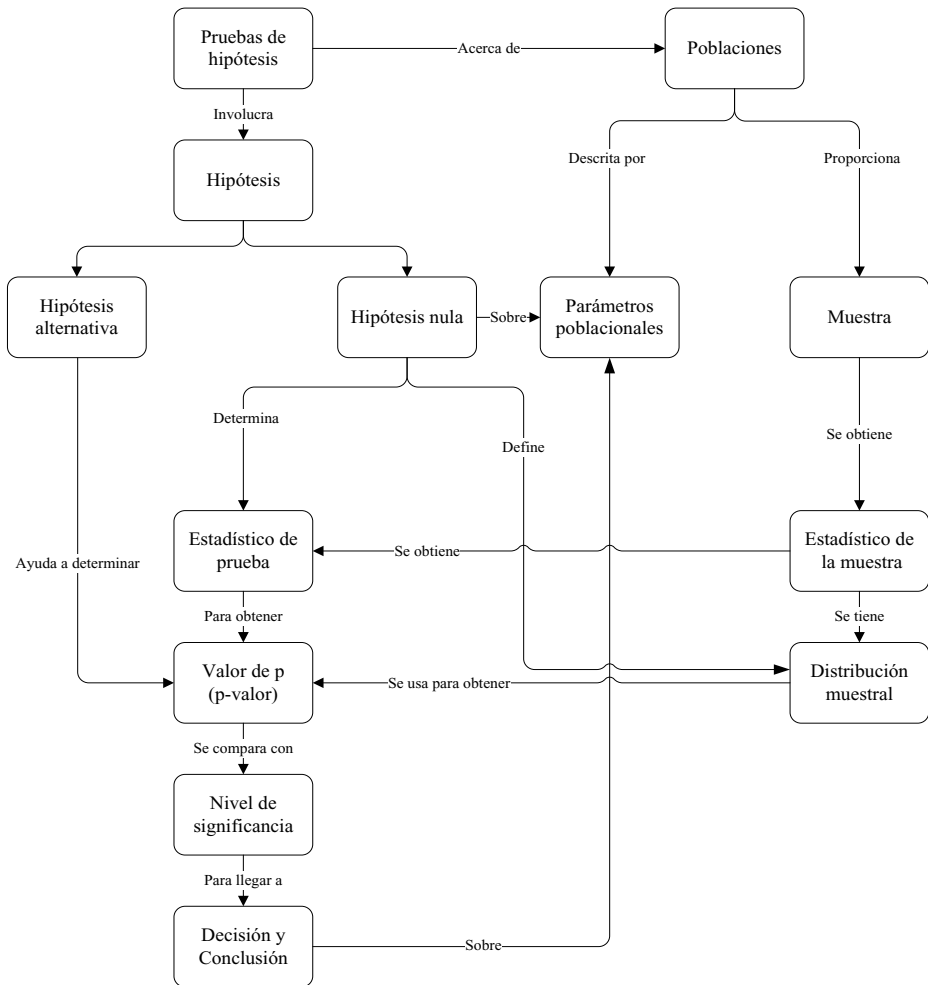 Pruebas de
hipótesis
Acerca de
Poblaciones
Involucra
Descrita por
Proporciona
Hipótesis
Hipótesis
alternativa
Hipótesis nula
Sobre
Parámetros
poblacionales
Muestra
Determina
Define
Se obtiene
Ayuda a determinar
Estadístico de
prueba
Se obtiene
Estadístico de
la muestra
Para obtener
Se tiene
Valor de p
(p-valor)
Se usa para obtener
Distribución
muestral
Se compara con
Nivel de
significancia
Para llegar a
Decisión y
Conclusión
Sobre